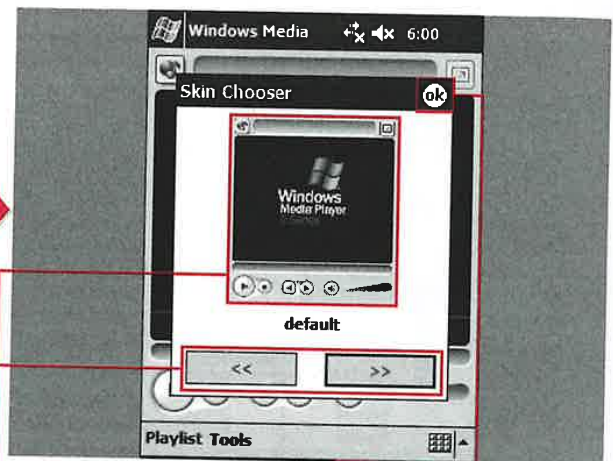 Windows Media 6:00
Skin Chooser ok
Windows
Media Player
default
<< >>
Playlist Tools